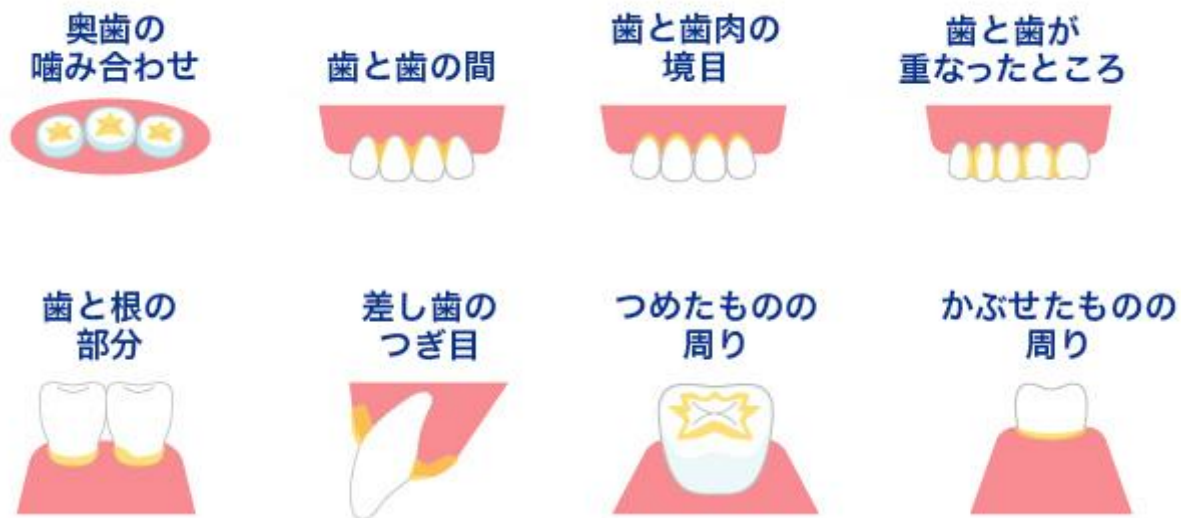 奥歯の
噛み合わせ
歯と歯の間
歯と歯肉の
境目
歯と歯が
重なったところ
歯と根の
部分
差し歯の
つぎ目
つめたものの
周り
かぶせたものの
周り